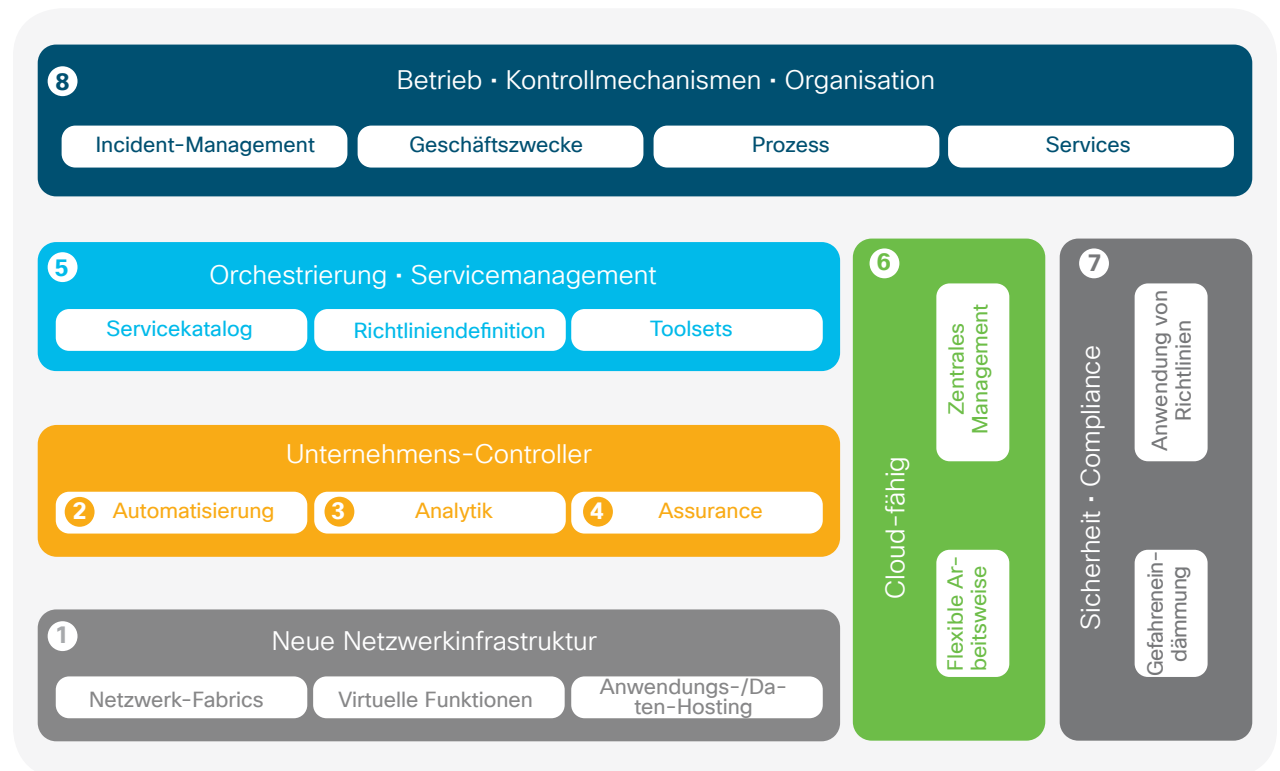 8
Betrieb · Kontrollmechanismen · Organisation
Incident-Management
Geschäftszwecke
Prozess
Services
5
Orchestrierung · Servicemanagement
Servicekatalog
Richtliniendefinition
Toolsets
Unternehmens-Controller
2 Automatisierung
3 Analytik
4 Assurance
1
Neue Netzwerkinfrastruktur
Netzwerk-Fabrics
Virtuelle Funktionen
Anwendungs-/Da-
ten-Hosting
6
Cloud-fähig
Zentrales
Management
Flexible Ar-
beitsweise
7
Sicherheit · Compliance
Anwendung von
Richtlinien
Gefahrenein-
dämmung